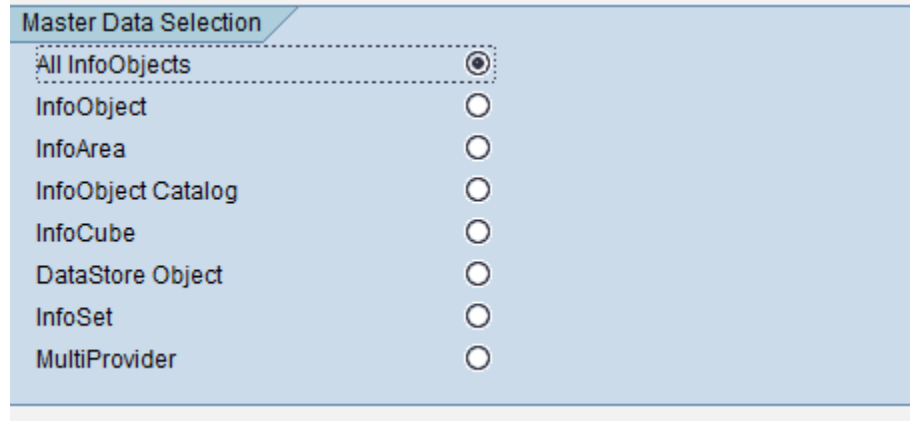 Master Data Selection
All InfoObjects
InfoObject
InfoArea
InfoObject Catalog
InfoCube
DataStore Object
InfoSet
MultiProvider